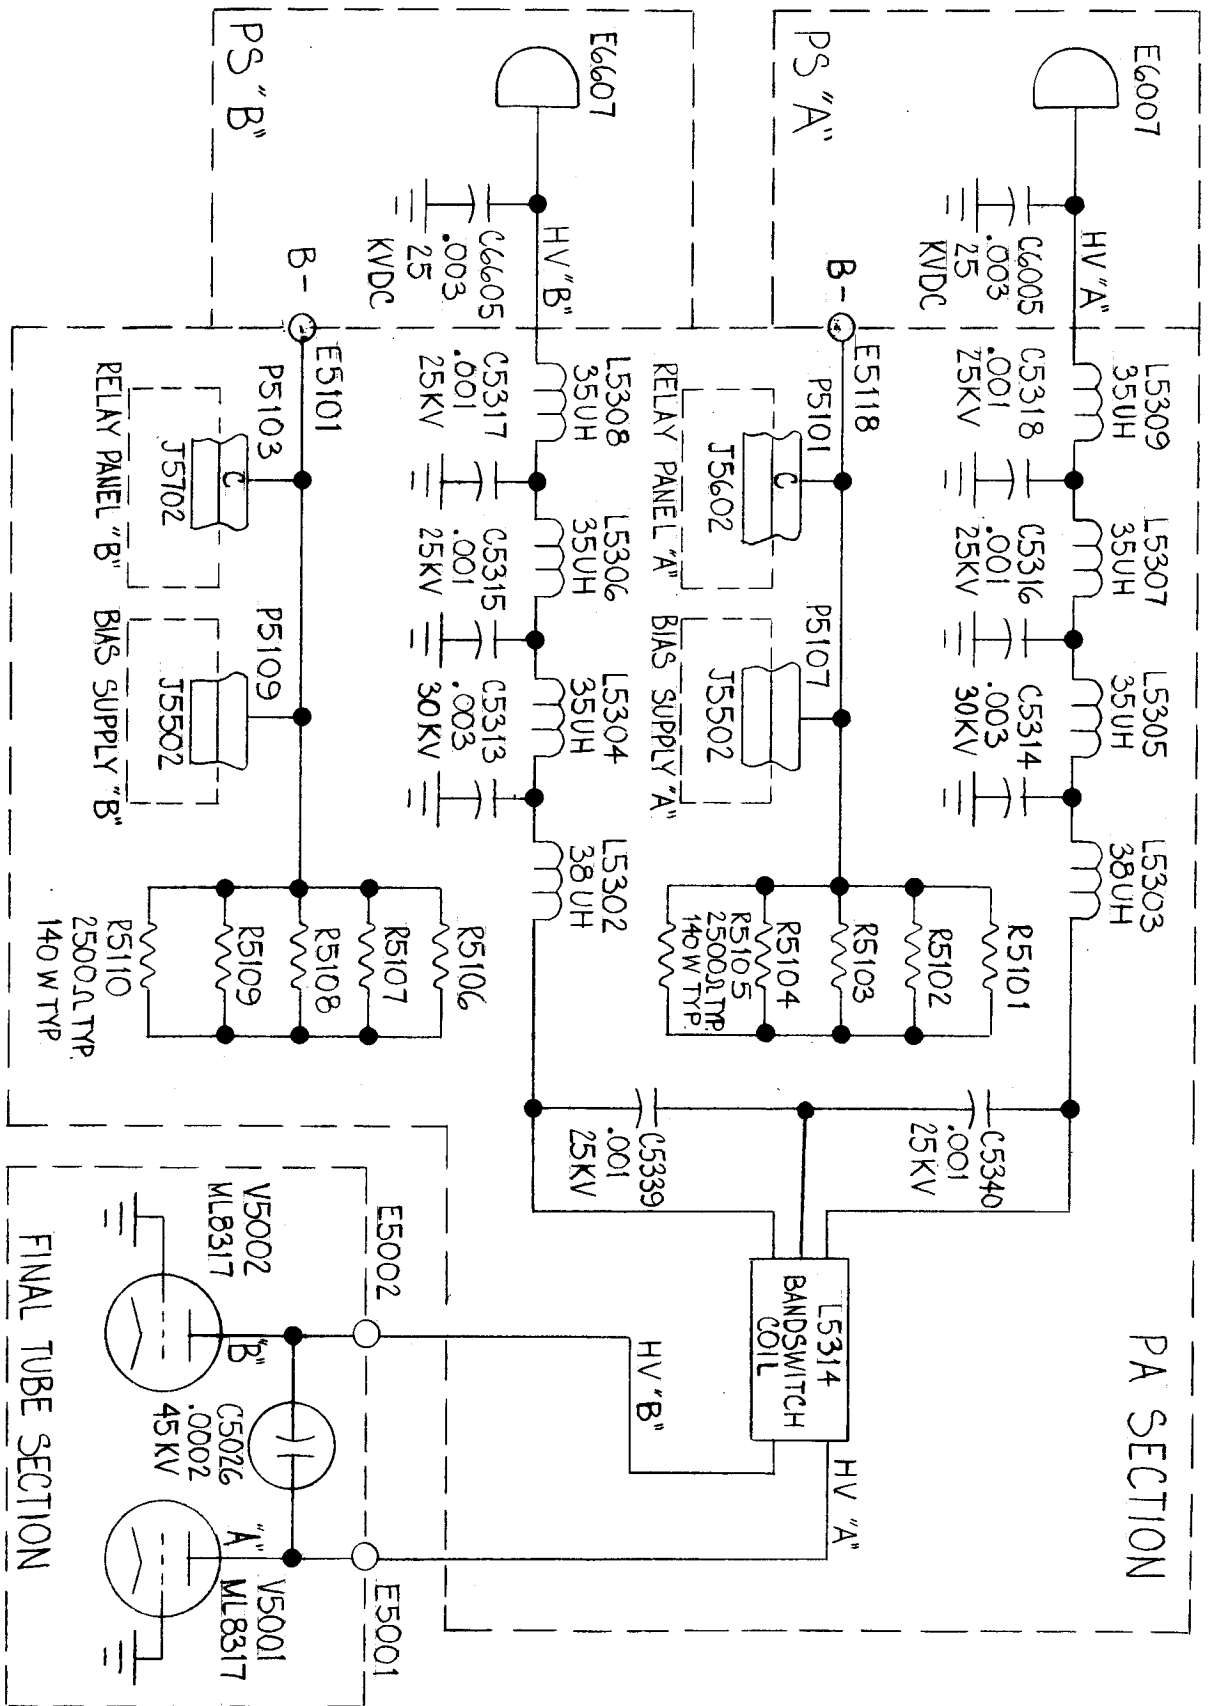 E6007
PS "A"
HV "A"
C6005
.003
25
KVDC
E6607
PS "B"
HV "B"
C6605
.003
25
KVDC
B-
B-
L5309
35UH
C5318
.001
25KV
L5307
35UH
C5316
.001
25KV
L5305
35UH
C5314
.003
30KV
L5303
38UH
E5118
P5101
C
J5602
RELAY PANEL "A"
P5107
J5502
BIAS SUPPLY "A"
R5101
R5102
R5103
R5104
R5105
2500Ω TYP.
140 W TYP.
L5308
35UH
C5317
.001
25KV
L5306
35UH
C5315
.001
25KV
L5304
35UH
C5313
.003
30KV
L5302
38UH
E5101
P5103
C
J5702
RELAY PANEL "B"
P5109
J5502
BIAS SUPPLY "B"
R5106
R5107
R5108
R5109
R5110
2500Ω TYP.
140 W TYP.
C5340
.001
25KV
C5339
.001
25KV
L5314
BANDSWITCH
COIL
PA SECTION
HV "B"
HV "A"
E5002
E5001
V5002
ML8317
"B"
C5026
.0002
45KV
"A"
V5001
ML8317
FINAL TUBE SECTION